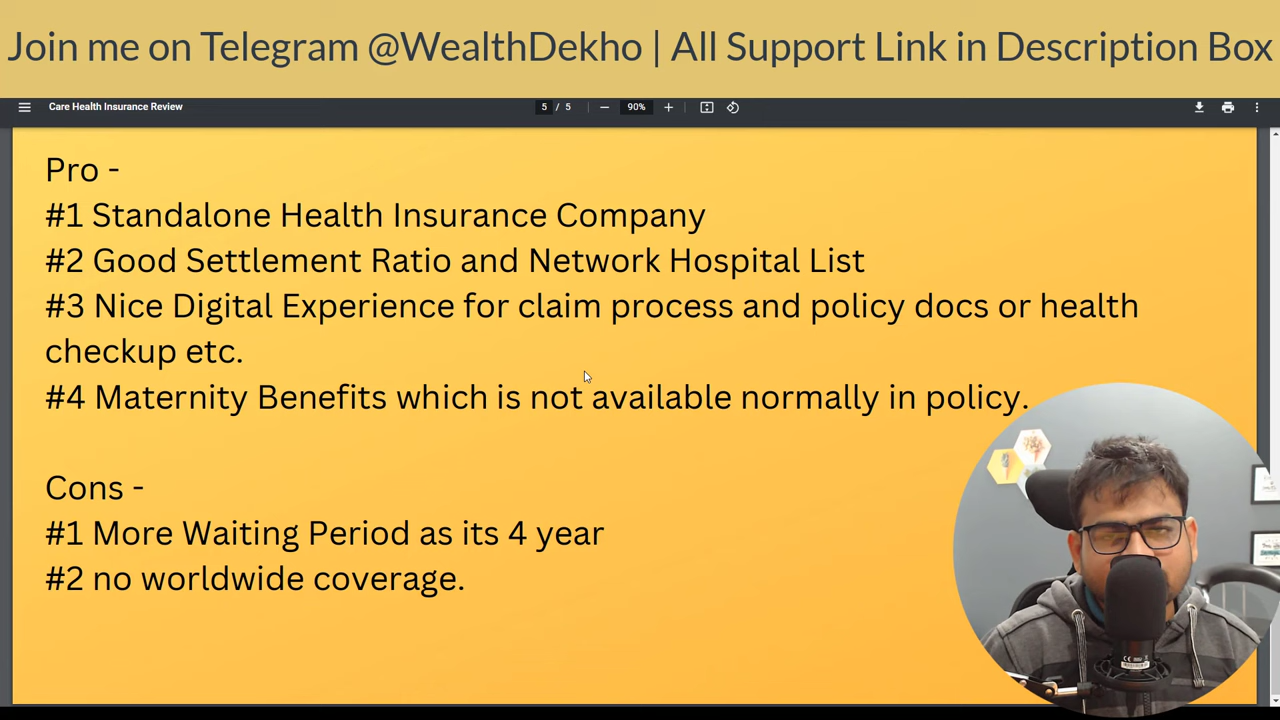 Join me on Telegram @WealthDekho | All Support Link in Description Box
Care Health Insurance Review
5 / 5
90%
Pro -
#1 Standalone Health Insurance Company
#2 Good Settlement Ratio and Network Hospital List
#3 Nice Digital Experience for claim process and policy docs or health
checkup etc.
#4 Maternity Benefits which is not available normally in policy.
Cons -
#1 More Waiting Period as its 4 year
#2 no worldwide coverage.